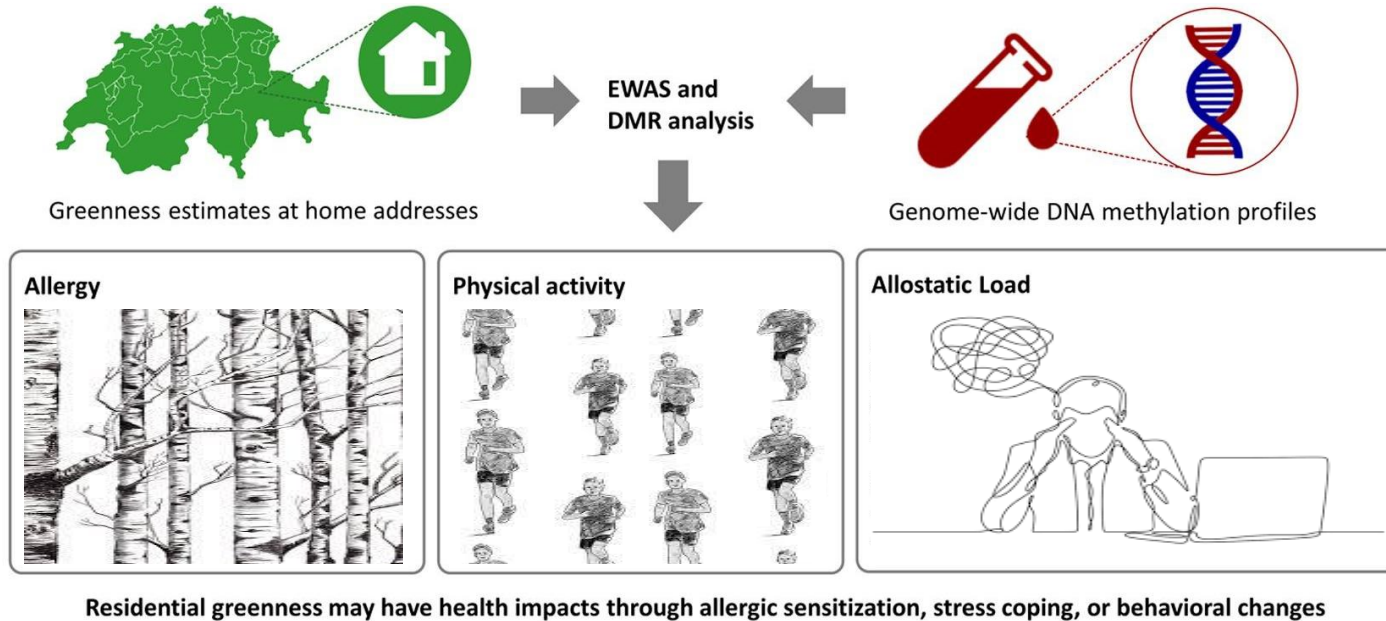 EWAS and
DMR analysis
Greenness estimates at home addresses
Genome-wide DNA methylation profiles
Allergy
Physical activity
Allostatic Load
Residential greenness may have health impacts through allergic sensitization, stress coping, or behavioral changes